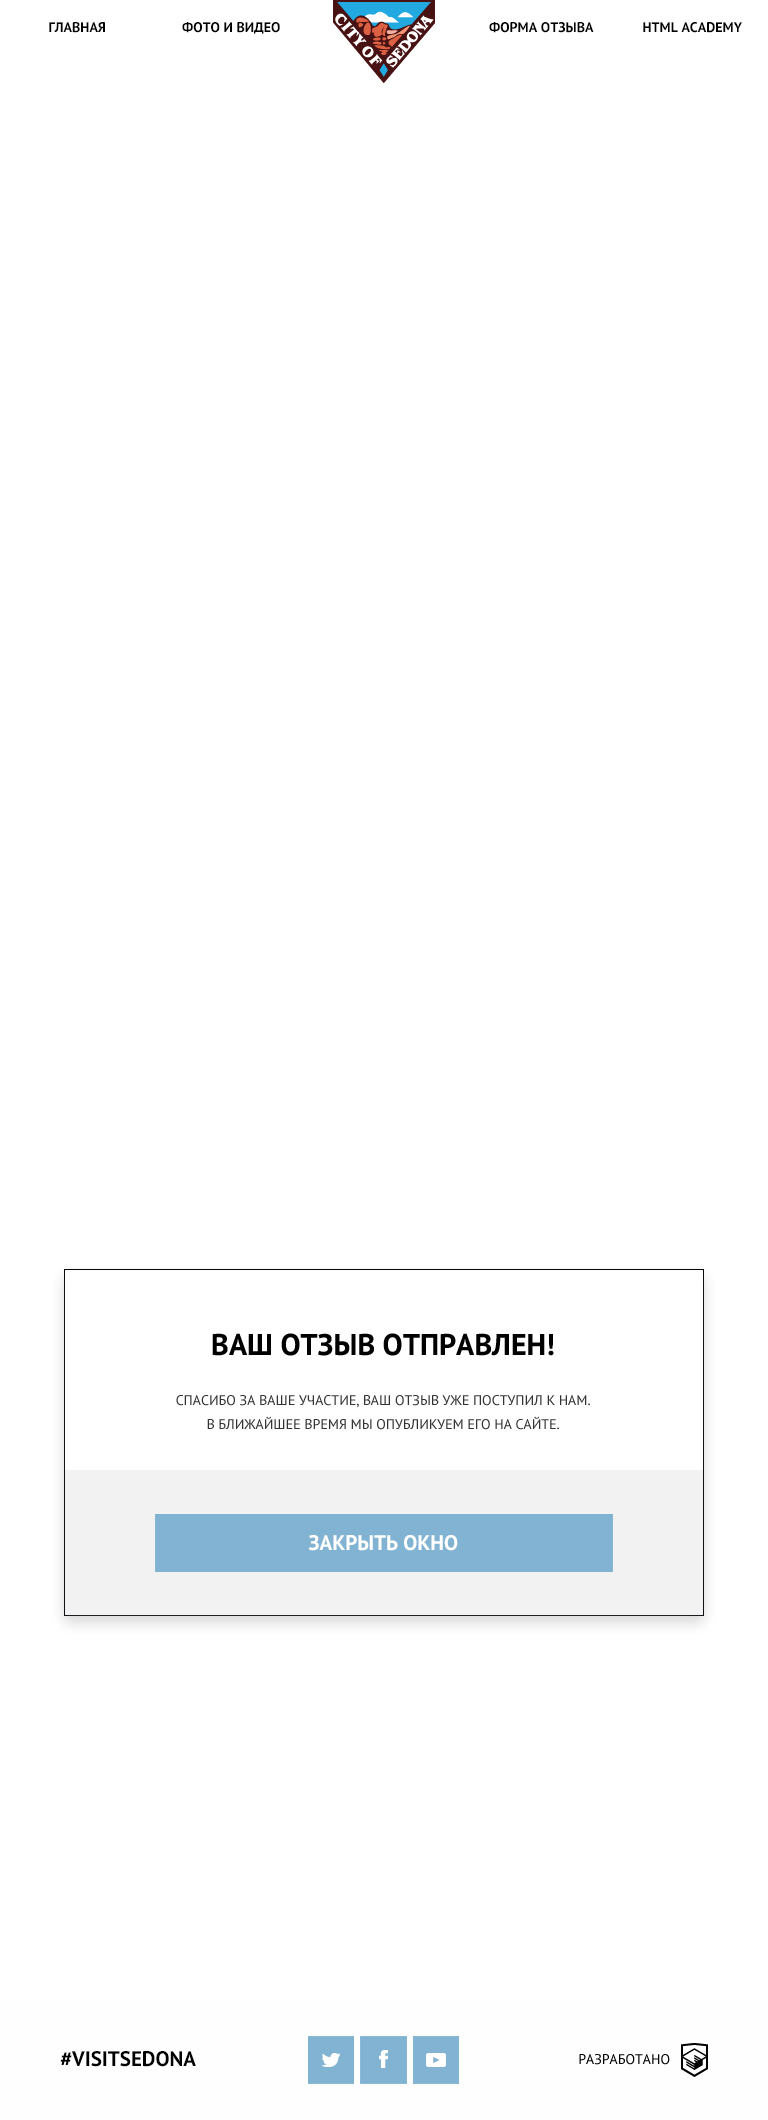 ГЛАВНАЯ
ФОТО И ВИДЕО
CITY OF SEDONA
ФОРМА ОТЗЫВА
HTML ACADEMY
ВАШ ОТЗЫВ ОТПРАВЛЕН!
СПАСИБО ЗА ВАШЕ УЧАСТИЕ, ВАШ ОТЗЫВ УЖЕ ПОСТУПИЛ К НАМ.
В БЛИЖАЙШЕЕ ВРЕМЯ МЫ ОПУБЛИКУЕМ ЕГО НА САЙТЕ.
ЗАКРЫТЬ ОКНО
#VISITSEDONA
РАЗРАБОТАНО